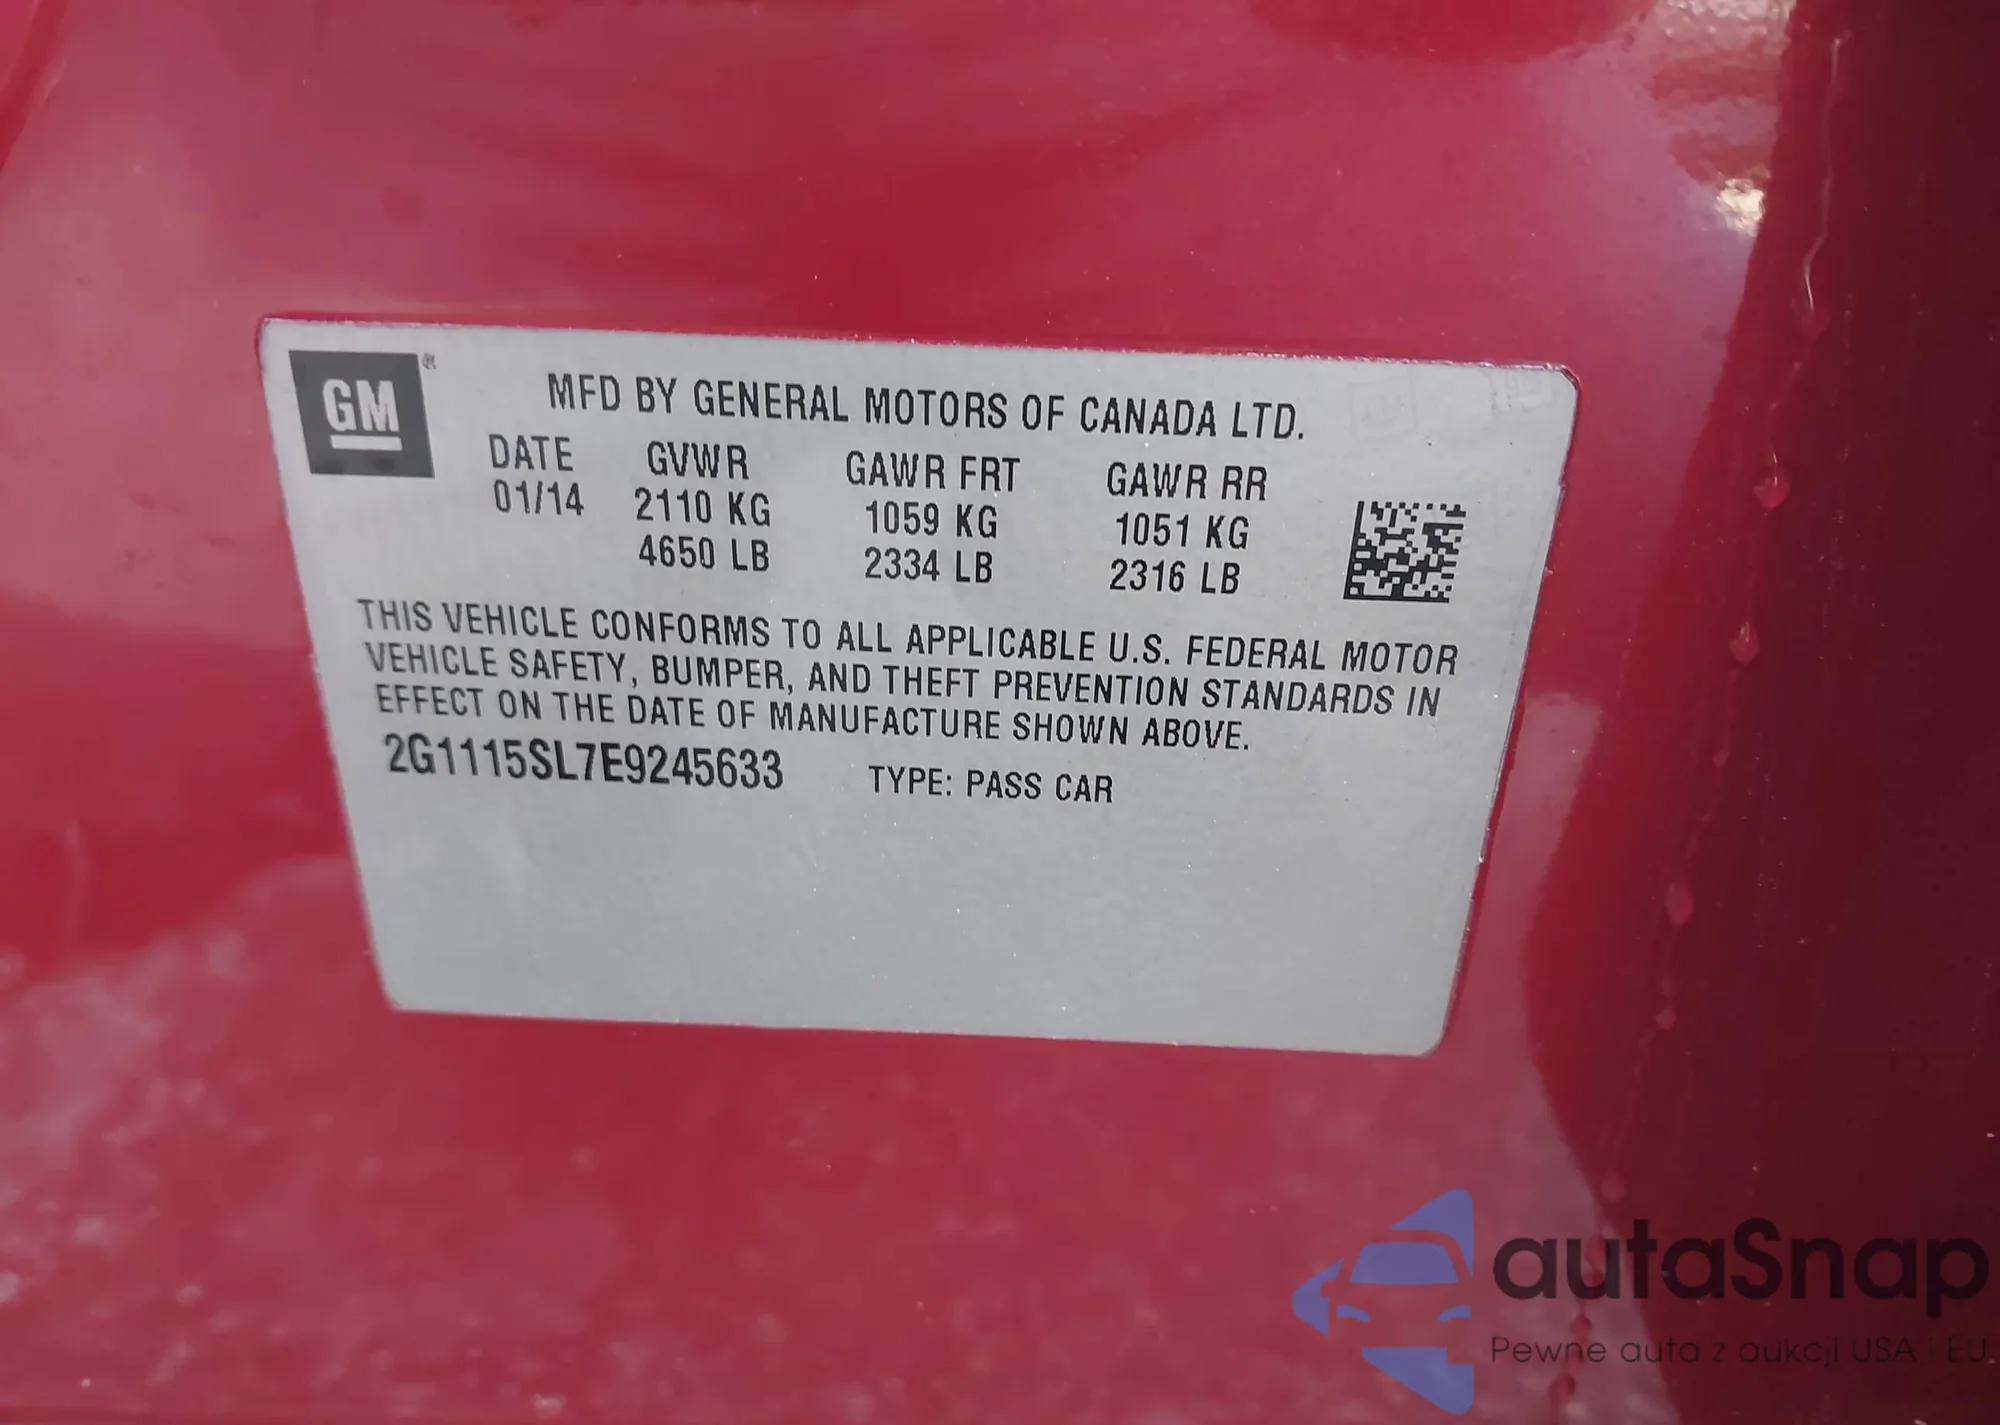 GM ®
MFD BY GENERAL MOTORS OF CANADA LTD.
DATE GVWR GAWR FRT GAWR RR
01/14 2110 KG 1059 KG 1051 KG
4650 LB 2334 LB 2316 LB
THIS VEHICLE CONFORMS TO ALL APPLICABLE U.S. FEDERAL MOTOR
VEHICLE SAFETY, BUMPER, AND THEFT PREVENTION STANDARDS IN
EFFECT ON THE DATE OF MANUFACTURE SHOWN ABOVE.
2G1115SL7E9245633 TYPE: PASS CAR
autaSnap
Pewne auta z aukcji USA i EU